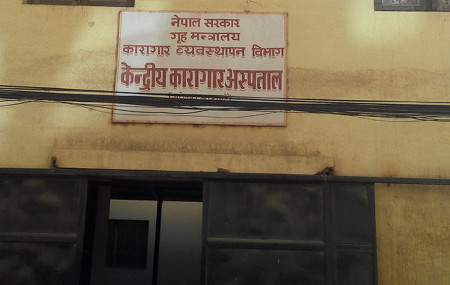 नेपाल सरकार
गृह मन्त्रालय
कारागार व्यवस्थापन विभाग
केन्द्रीय कारागार अस्पताल